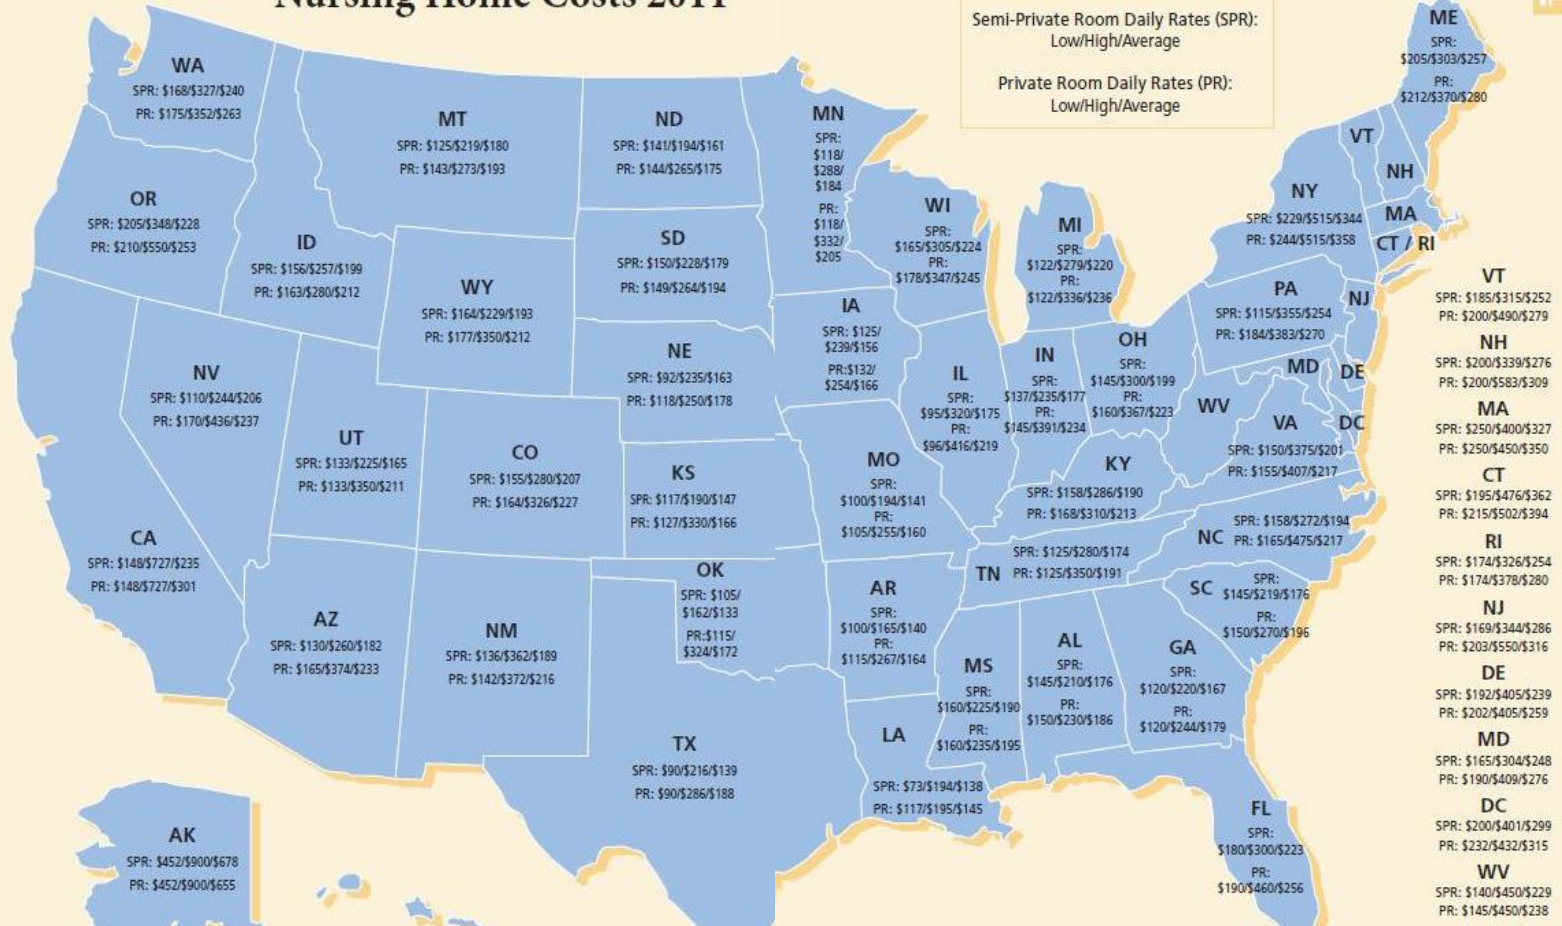 Nursing Home Costs 2011
Semi-Private Room Daily Rates (SPR):
Low/High/Average
Private Room Daily Rates (PR):
Low/High/Average
WA
SPR: $168/$327/$240
PR: $175/$352/$263
OR
SPR: $205/$348/$228
PR: $210/$550/$253
ID
SPR: $156/$257/$199
PR: $163/$280/$212
MT
SPR: $125/$219/$180
PR: $143/$273/$193
ND
SPR: $141/$194/$161
PR: $144/$265/$175
SD
SPR: $150/$228/$179
PR: $149/$264/$194
WY
SPR: $164/$229/$193
PR: $177/$350/$212
NE
SPR: $92/$235/$163
PR: $118/$250/$178
NV
SPR: $110/$244/$206
PR: $170/$436/$237
UT
SPR: $133/$225/$165
PR: $133/$350/$211
CO
SPR: $155/$280/$207
PR: $164/$326/$227
KS
SPR: $117/$190/$147
PR: $127/$330/$166
CA
SPR: $148/$727/$235
PR: $148/$727/$301
AZ
SPR: $130/$260/$182
PR: $165/$374/$233
NM
SPR: $136/$362/$189
PR: $142/$372/$216
OK
SPR: $105/
$162/$133
PR:$115/
$324/$172
TX
SPR: $90/$216/$139
PR: $90/$286/$188
AK
SPR: $452/$900/$678
PR: $452/$900/$655
MN
SPR:
$118/
$288/
$184
PR:
$118/
$332/
$205
WI
SPR:
$165/$305/$224
PR:
$178/$347/$245
MI
SPR:
$122/$279/$220
PR:
$122/$336/$236
IA
SPR: $125/
$239/$156
PR:$132/
$254/$166
IL
SPR:
$95/$320/$175
PR:
$96/$416/$219
IN
SPR:
$137/$235/$177
PR:
$145/$391/$234
OH
SPR:
$145/$300/$199
PR:
$160/$367/$223
MO
SPR:
$100/$194/$141
PR:
$105/$255/$160
KY
SPR: $158/$286/$190
PR: $168/$310/$213
WV
VA
SPR: $150/$375/$201
PR: $155/$407/$217
NC
SPR: $158/$272/$194
PR: $165/$475/$217
TN
SPR: $125/$280/$174
PR: $125/$350/$191
SC
SPR:
$145/$219/$176
PR:
$150/$270/$196
AR
SPR:
$100/$165/$140
PR:
$115/$267/$164
MS
SPR:
$160/$225/$190
PR:
$160/$235/$195
AL
SPR:
$145/$210/$176
PR:
$150/$230/$186
GA
SPR:
$120/$220/$167
PR:
$120/$244/$179
LA
SPR: $73/$194/$138
PR: $117/$195/$145
FL
SPR:
$180/$300/$223
PR:
$190/$460/$256
ME
SPR:
$205/$303/$257
PR:
$212/$370/$280
VT
NH
NY
SPR: $229/$515/$344
PR: $244/$515/$358
MA
CT / RI
PA
SPR: $115/$355/$254
PR: $184/$383/$270
NJ
MD
DE
DC
VT
SPR: $185/$315/$252
PR: $200/$490/$279
NH
SPR: $200/$339/$276
PR: $200/$583/$309
MA
SPR: $250/$400/$327
PR: $250/$450/$350
CT
SPR: $195/$476/$362
PR: $215/$502/$394
RI
SPR: $174/$326/$254
PR: $174/$378/$280
NJ
SPR: $169/$344/$286
PR: $203/$550/$316
DE
SPR: $192/$405/$239
PR: $202/$405/$259
MD
SPR: $165/$304/$248
PR: $190/$409/$276
DC
SPR: $200/$401/$299
PR: $232/$432/$315
WV
SPR: $140/$450/$229
PR: $145/$450/$238